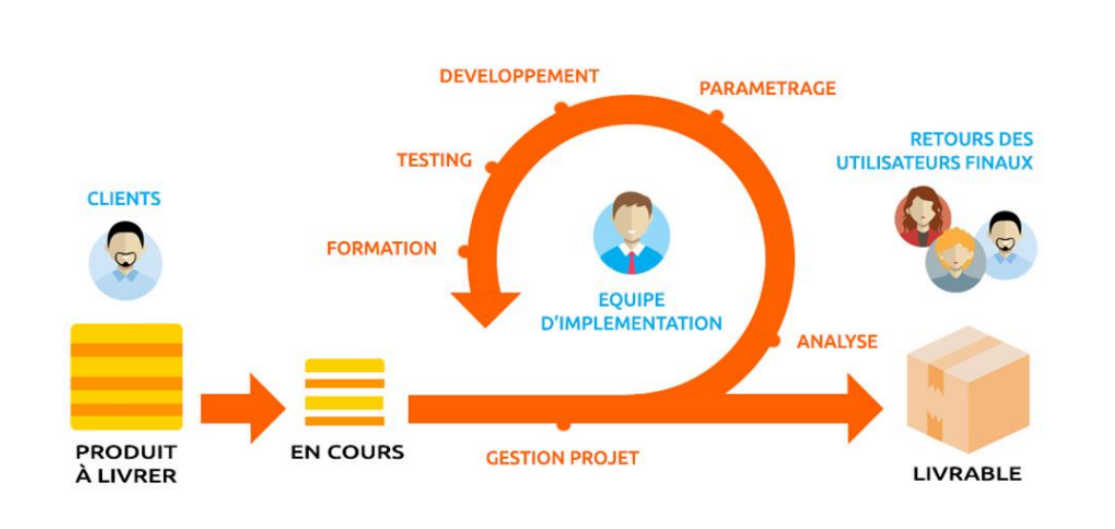 DEVELOPPEMENT
PARAMETRAGE
RETOURS DES
UTILISATEURS FINAUX
TESTING
CLIENTS
FORMATION
EQUIPE
D'IMPLEMENTATION
ANALYSE
PRODUIT
À LIVRER
EN COURS
GESTION PROJET
LIVRABLE